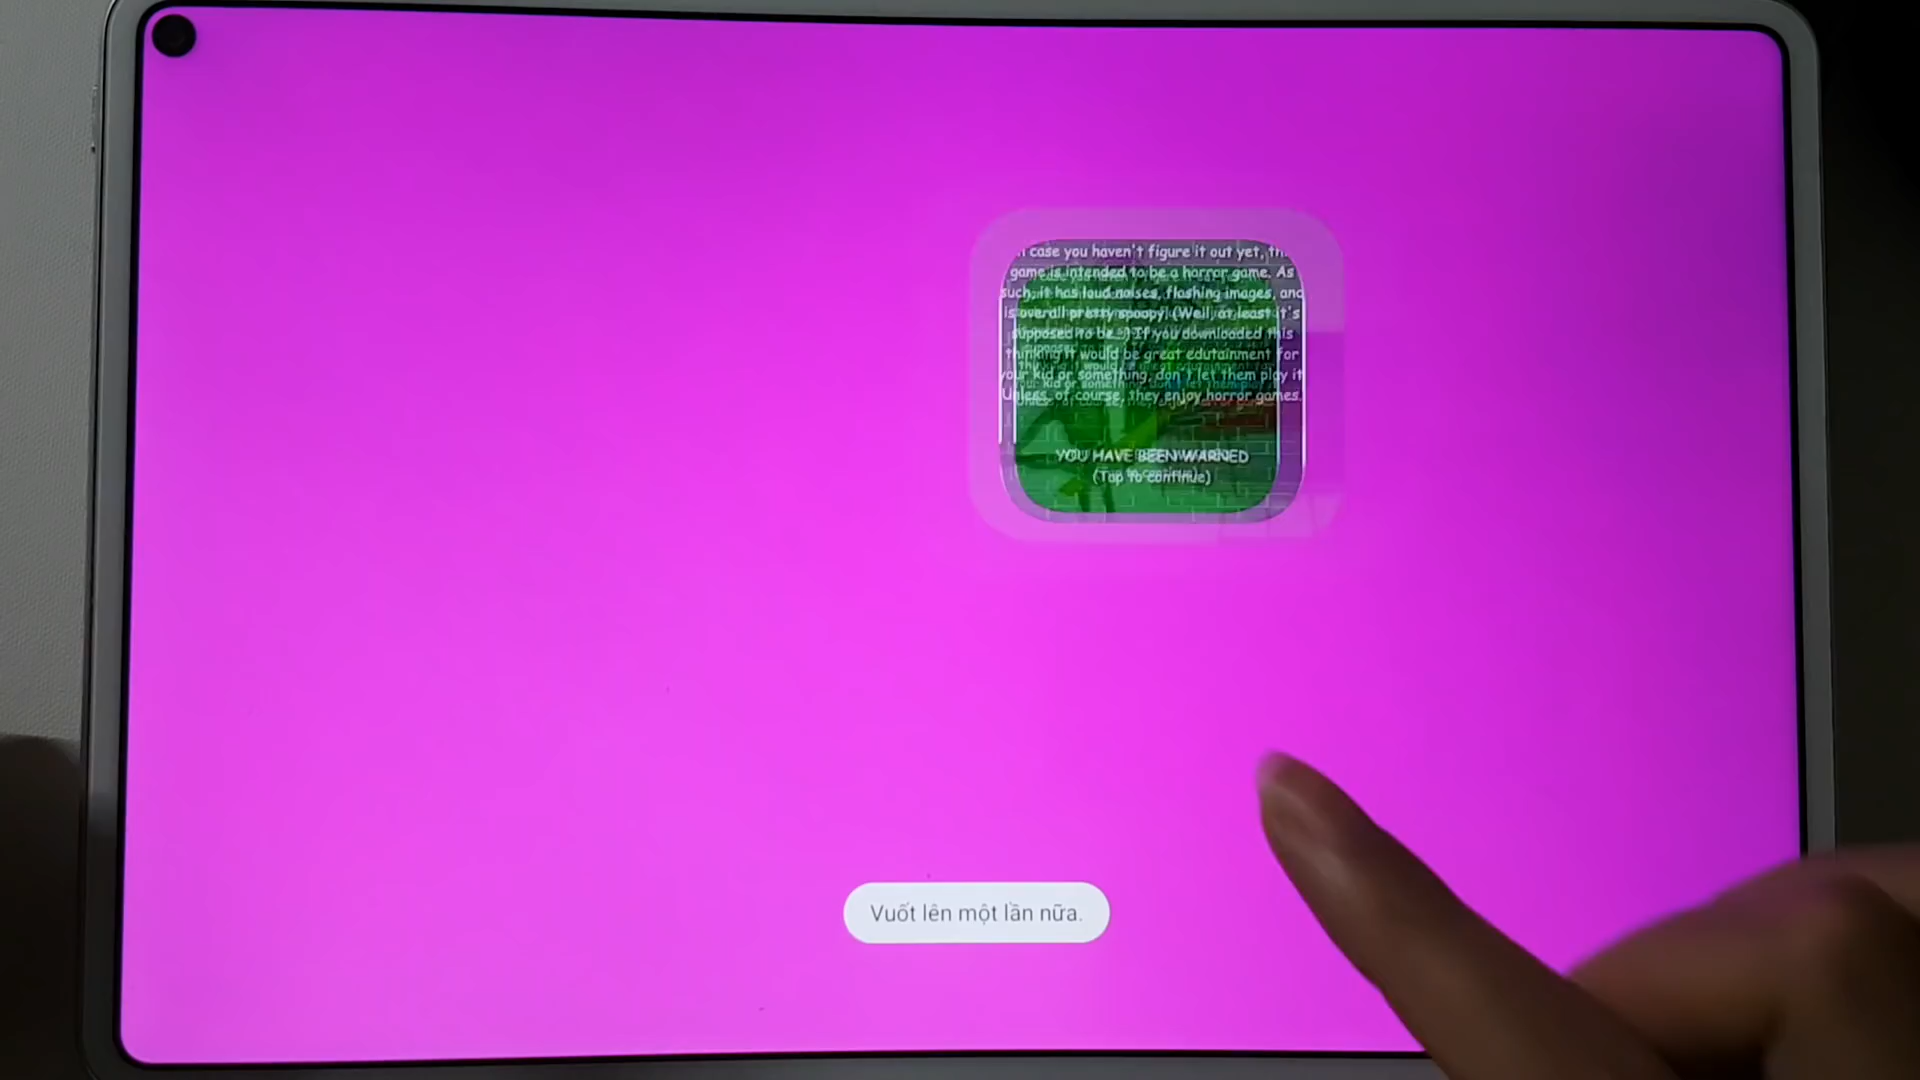 case you haven't figure it out yet, th
game is intended to be a horror game. As
such, it has loud noises, flashing images, and
is overall pretty spoopy. (Well, at least it's
supposed to be...) If you downloaded this
thinking it would be great edutainment for
your kid or something, don't let them play it
Unless, of course, they enjoy horror games.
YOU HAVE BEEN WARNED
(Tap to continue)
Vuốt lên một lần nữa.